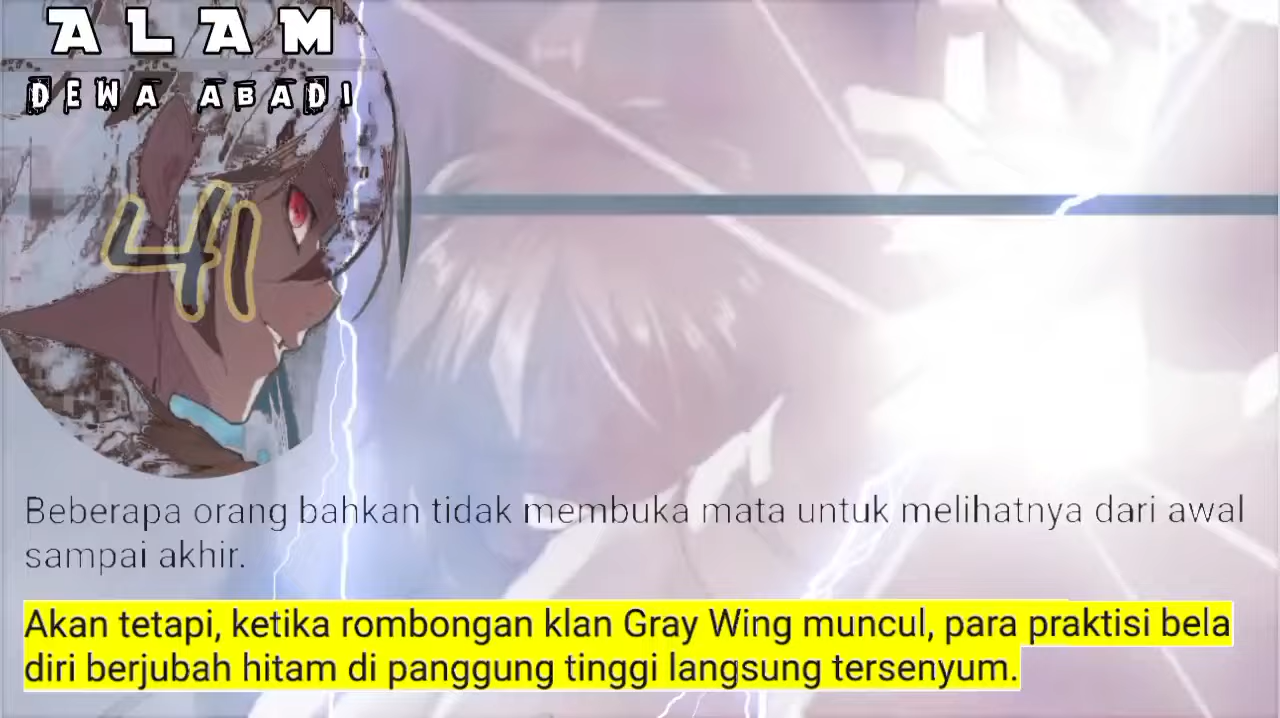 ALAM
DEWA ABADI
41
Beberapa orang bahkan tidak membuka mata untuk melihatnya dari awal
sampai akhir.
Akan tetapi, ketika rombongan klan Gray Wing muncul, para praktisi bela
diri berjubah hitam di panggung tinggi langsung tersenyum.